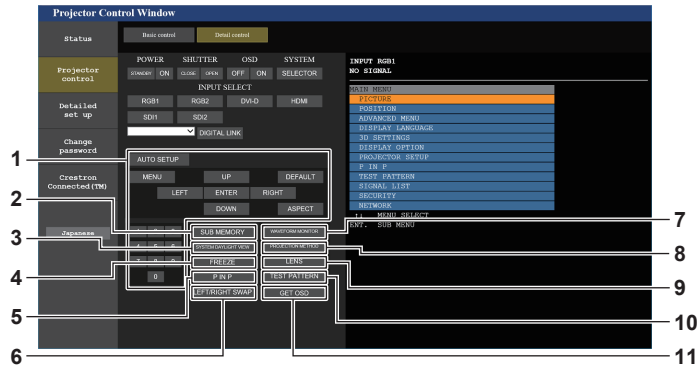 Projector Control Window
Status
Basic control
Detail control
POWER
SHUTTER
OSD
SYSTEM
STANDBY
ON
CLOSE
OPEN
OFF
ON
SELECTOR
INPUT SELECT
RGB1
RGB2
DVI-D
HDMI
SDI1
SDI2
DIGITAL LINK
Projector
control
Detailed
set up
Change
password
Crestron
Connected(TM)
Japanese
AUTO SETUP
MENU
UP
DEFAULT
LEFT
ENTER
RIGHT
DOWN
ASPECT
SUB MEMORY
WAVEFORM MONITOR
SYSTEM DAYLIGHT VIEW
PROJECTION METHOD
FREEZE
LENS
0
P IN P
TEST PATTERN
LEFT/RIGHT SWAP
GET OSD
INPUT RGB1
NO SIGNAL
MAIN MENU
PICTURE
POSITION
ADVANCED MENU
DISPLAY LANGUAGE
3D SETTINGS
DISPLAY OPTION
PROJECTOR SETUP
P IN P
TEST PATTERN
SIGNAL LIST
SECURITY
NETWORK
↑↓ MENU SELECT
ENT. SUB MENU
1
2
3
4
5
6
7
8
9
10
11